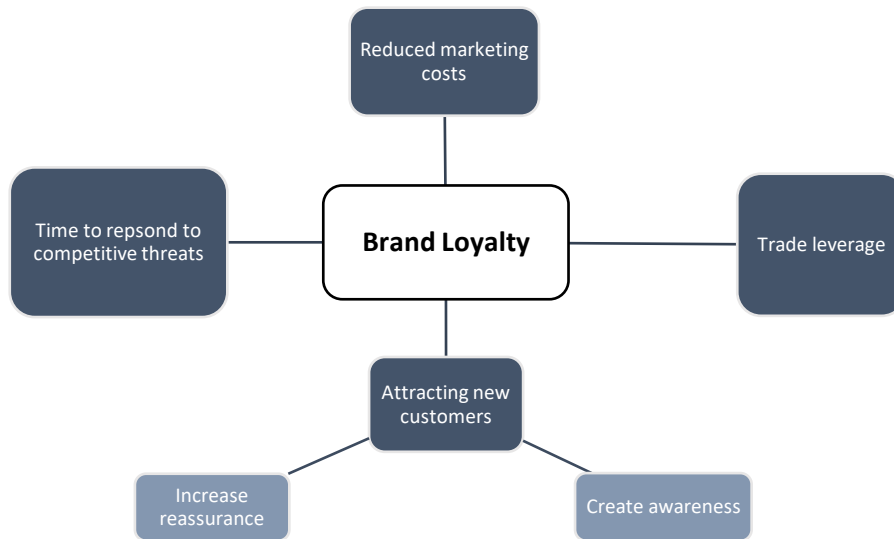 Reduced marketing
costs
Time to repsond to
competitive threats
Brand Loyalty
Trade leverage
Attracting new
customers
Increase
reassurance
Create awareness